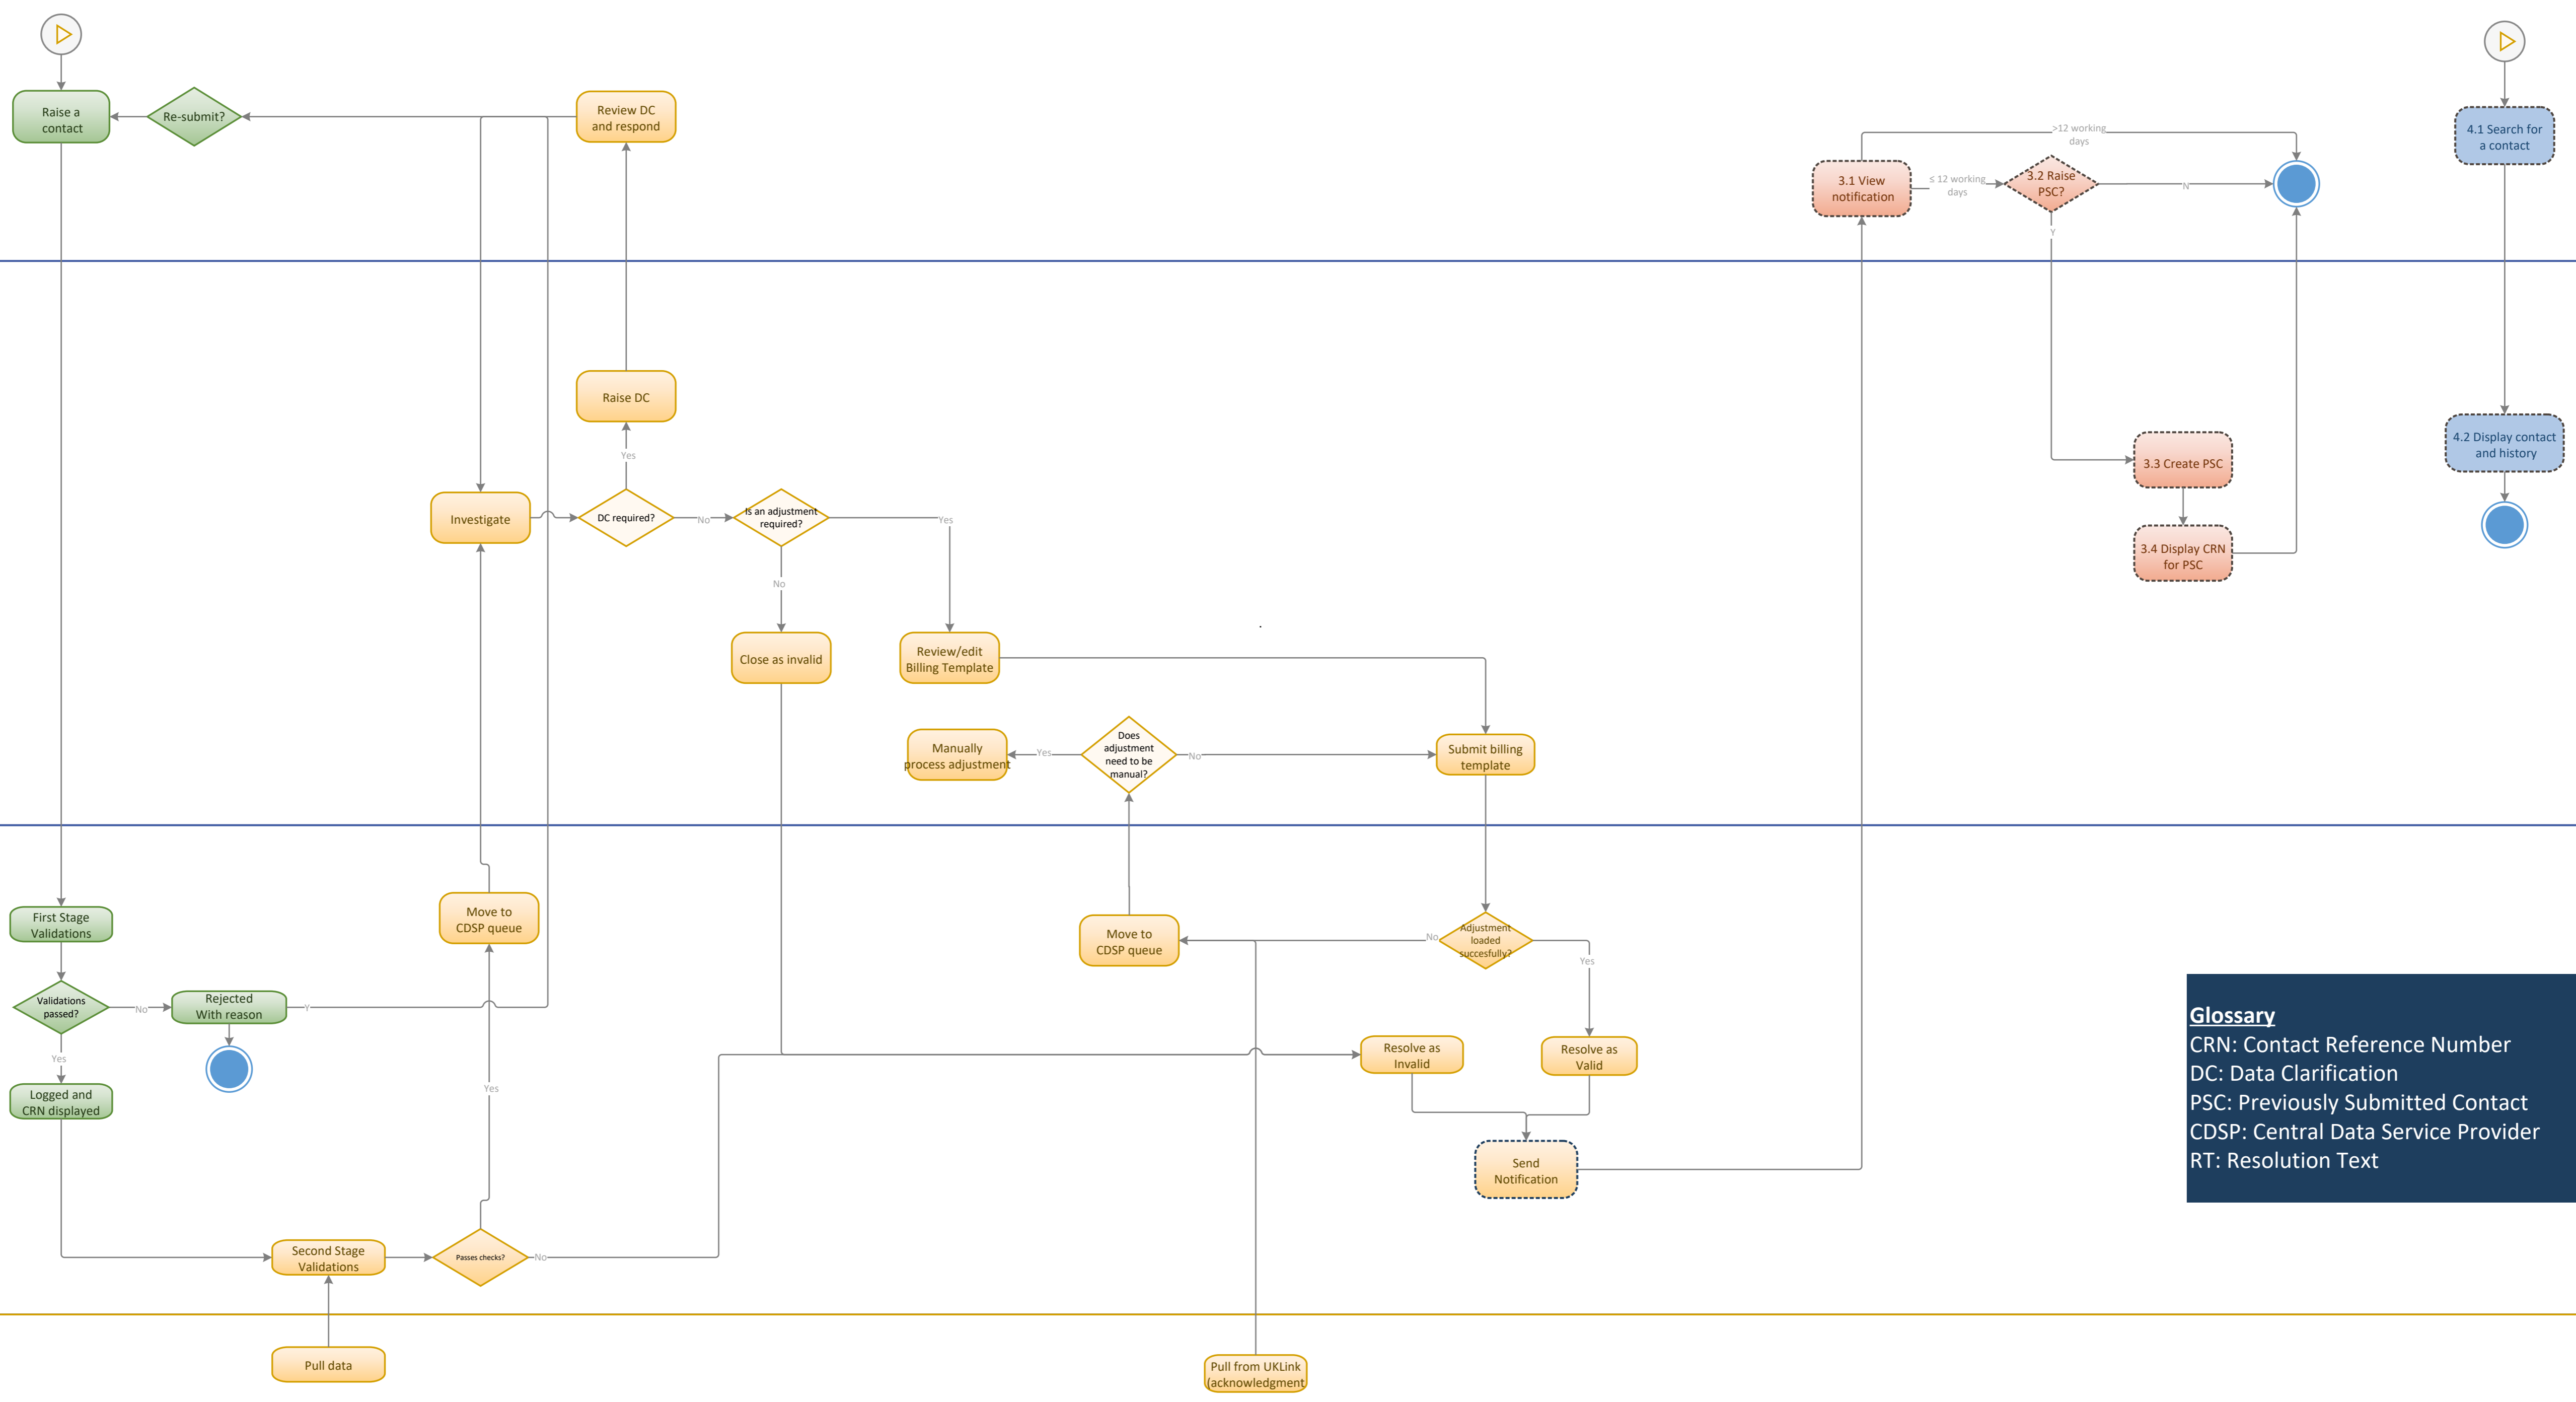 Raise a
contact
Re-submit?
Review DC
and respond
>12 working
days
3.1 View
notification
≤ 12 working
days
3.2 Raise
PSC?
N
Y
4.1 Search for
a contact
Raise DC
Yes
Investigate
DC required?
No
Is an adjustment
required?
Yes
No
3.3 Create PSC
3.4 Display CRN
for PSC
4.2 Display contact
and history
Close as invalid
Review/edit
Billing Template
Manually
process adjustment
Yes
Does
adjustment
need to be
manual?
No
Submit billing
template
First Stage
Validations
Move to
CDSP queue
Move to
CDSP queue
No
Adjustment
loaded
succesfully?
Yes
Validations
passed?
No
Rejected
With reason
Y
Yes
Logged and
CRN displayed
Yes
Resolve as
Invalid
Resolve as
Valid
Send
Notification
Second Stage
Validations
Passes checks?
No
Pull data
Pull from UKLink
(acknowledgment
Glossary
CRN: Contact Reference Number
DC: Data Clarification
PSC: Previously Submitted Contact
CDSP: Central Data Service Provider
RT: Resolution Text